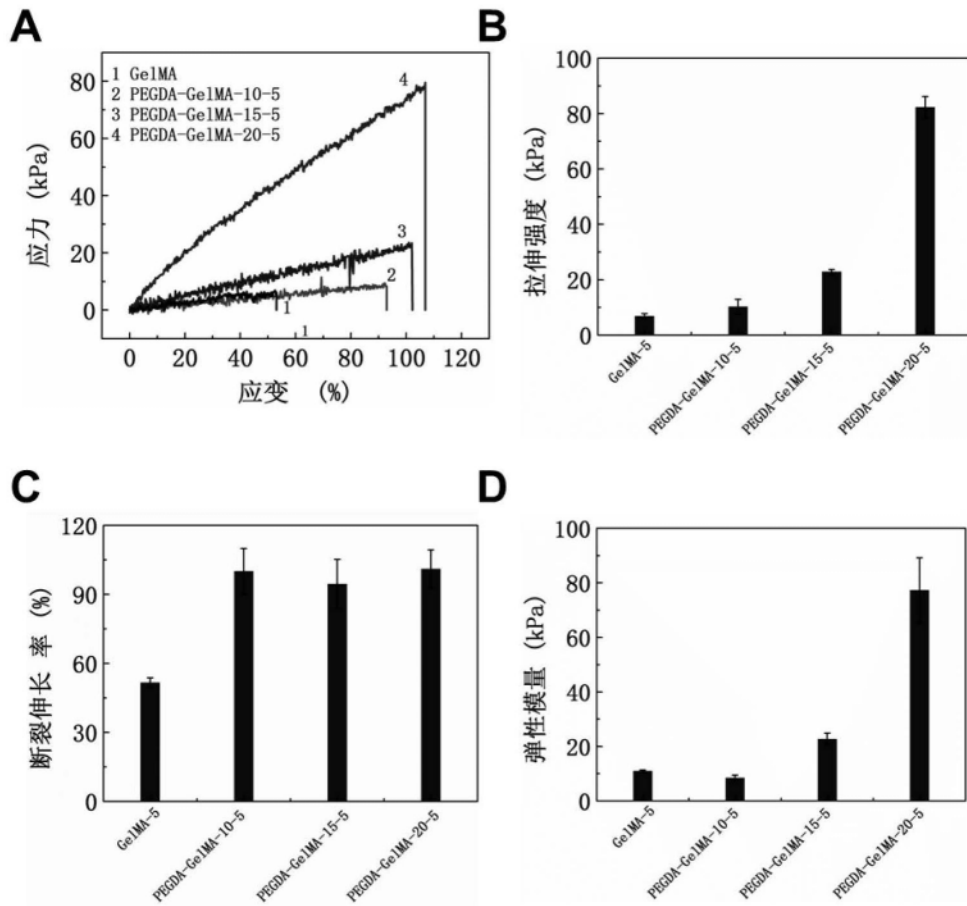 A
1 GelMA
2 PEGDA-GelMA-10-5
3 PEGDA-GelMA-15-5
4 PEGDA-GelMA-20-5
4
3
2
1
1
80
60
40
20
0
0 20 40 60 80 100 120
应力 (kPa)
应变 (%)
B
100
80
60
40
20
0
拉伸强度 (kPa)
GelMA-5
PEGDA-GelMA-10-5
PEGDA-GelMA-15-5
PEGDA-GelMA-20-5
C
120
90
60
30
0
断裂伸长 率 (%)
GelMA-5
PEGDA-GelMA-10-5
PEGDA-GelMA-15-5
PEGDA-GelMA-20-5
D
100
80
60
40
20
0
弹性模量 (kPa)
GelMA-5
PEGDA-GelMA-10-5
PEGDA-GelMA-15-5
PEGDA-GelMA-20-5